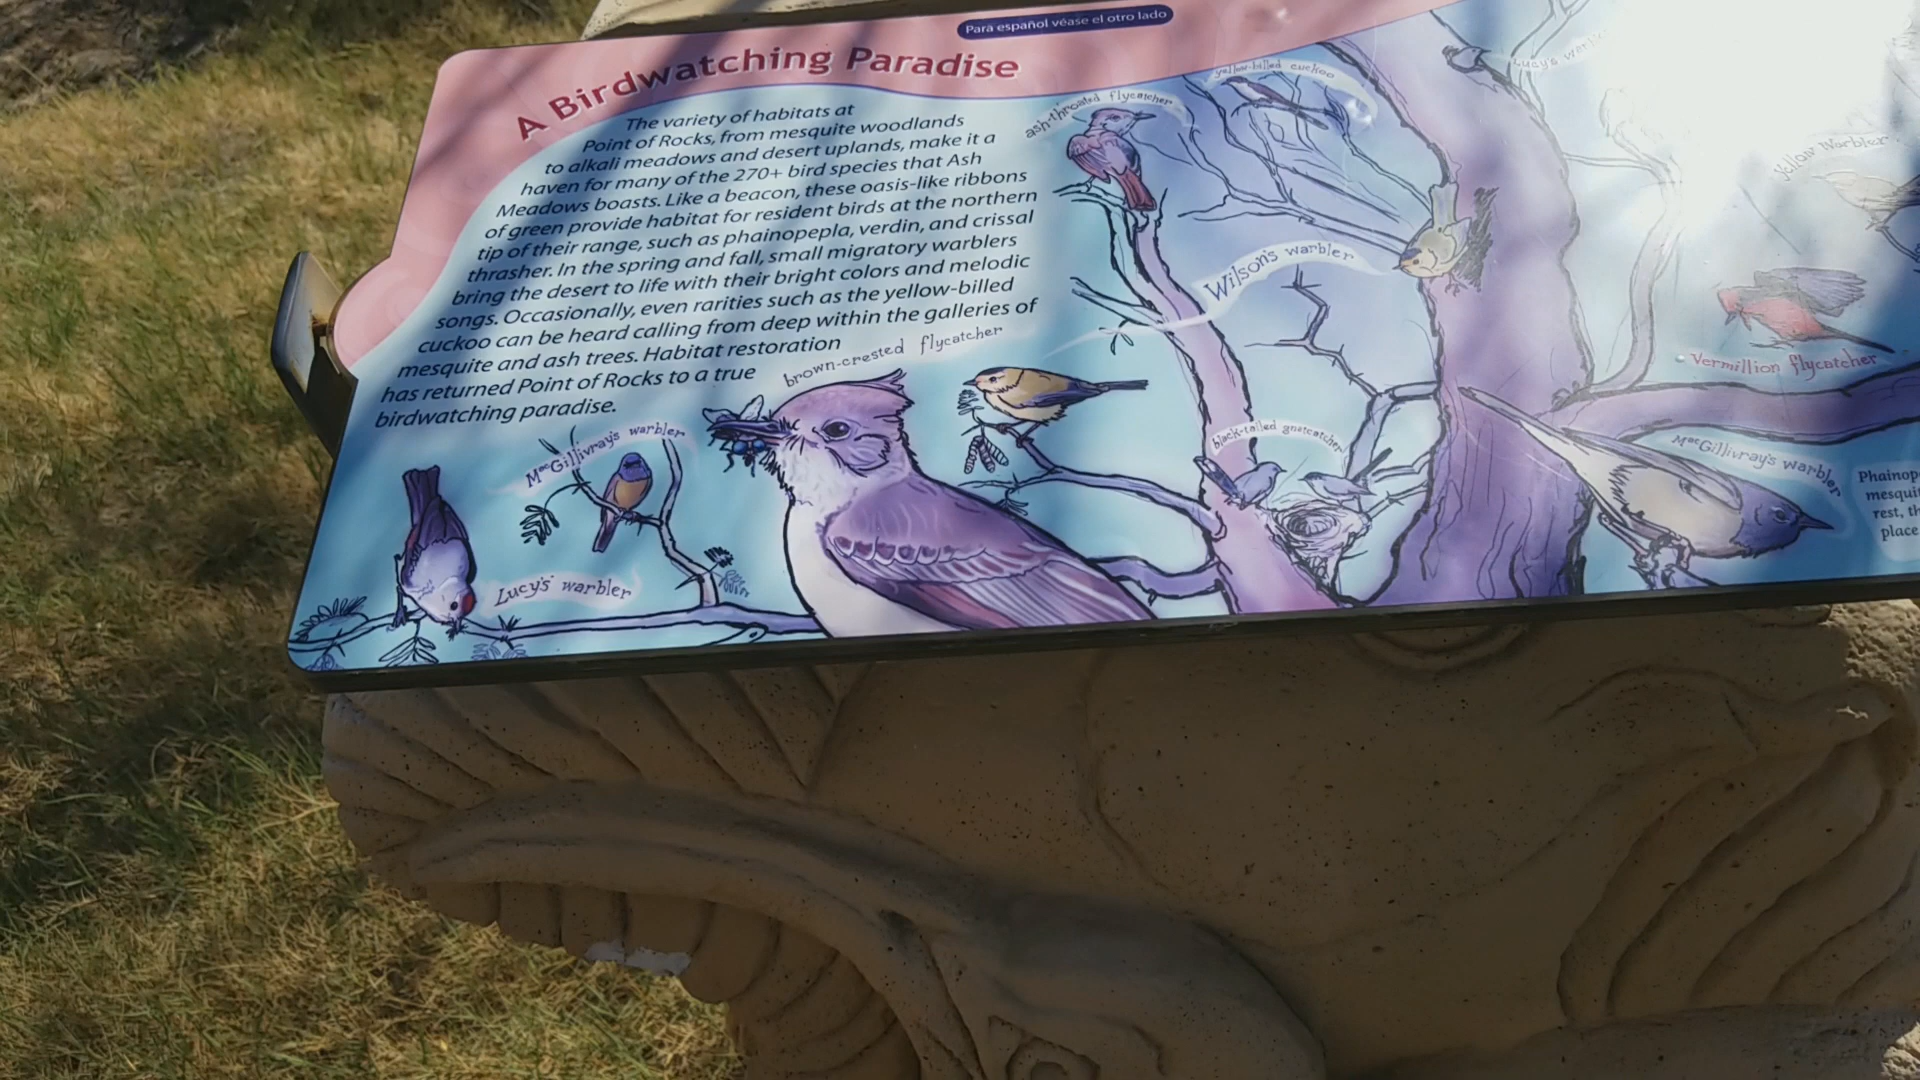 Para español véase el otro lado
A Birdwatching Paradise
The variety of habitats at
Point of Rocks, from mesquite woodlands
to alkali meadows and desert uplands, make it a
haven for many of the 270+ bird species that Ash
Meadows boasts. Like a beacon, these oasis-like ribbons
of green provide habitat for resident birds at the northern
tip of their range, such as phainopepla, verdin, and crissal
thrasher. In the spring and fall, small migratory warblers
bring the desert to life with their bright colors and melodic
songs. Occasionally, even rarities such as the yellow-billed
cuckoo can be heard calling from deep within the galleries of
mesquite and ash trees. Habitat restoration
has returned Point of Rocks to a true
birdwatching paradise.
ash-throated flycatcher
yellow-billed cuckoo
Lucy's
Yellow Warbler
Wilson's warbler
Vermillion flycatcher
brown-crested flycatcher
MacGillivray's warbler
black-tailed gnatcatcher
MacGillivray's warbler
Lucy's warbler
rest,
place